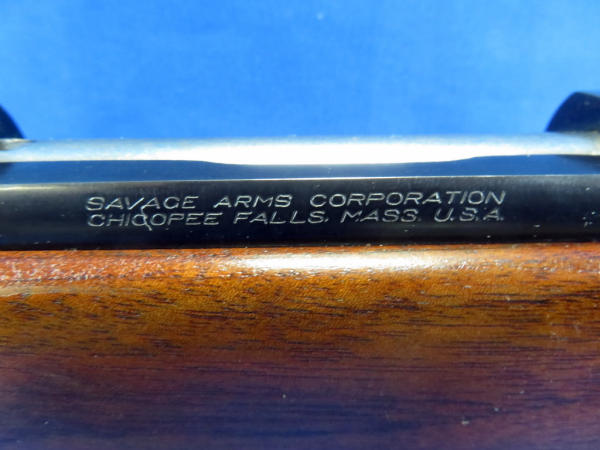 SAVAGE ARMS CORPORATION
CHICOPEE FALLS, MASS. U.S.A.